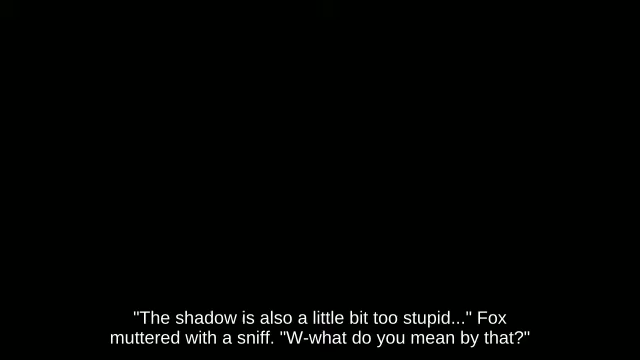 "The shadow is also a little bit too stupid..." Fox
muttered with a sniff. "W-what do you mean by that?"